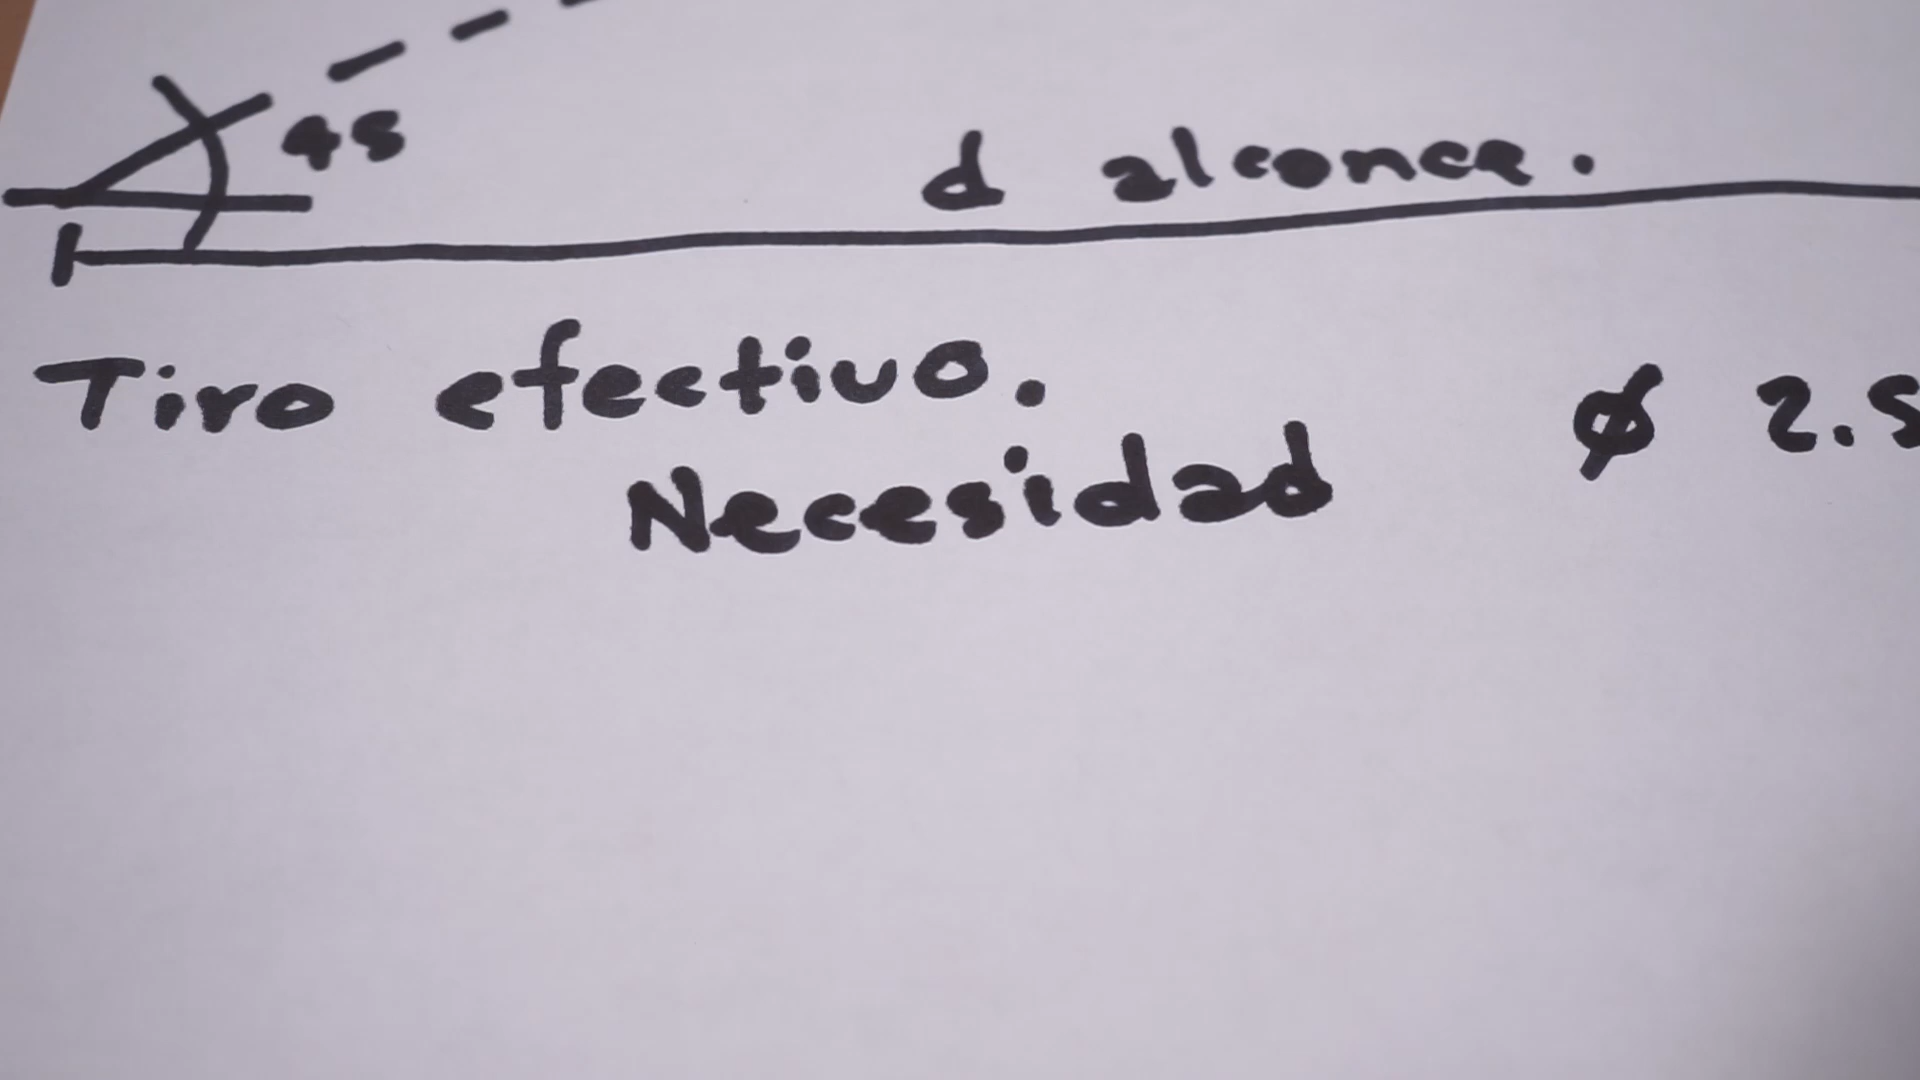 45
d alcance.
Tiro efectivo.
Necesidad
ø 2.5